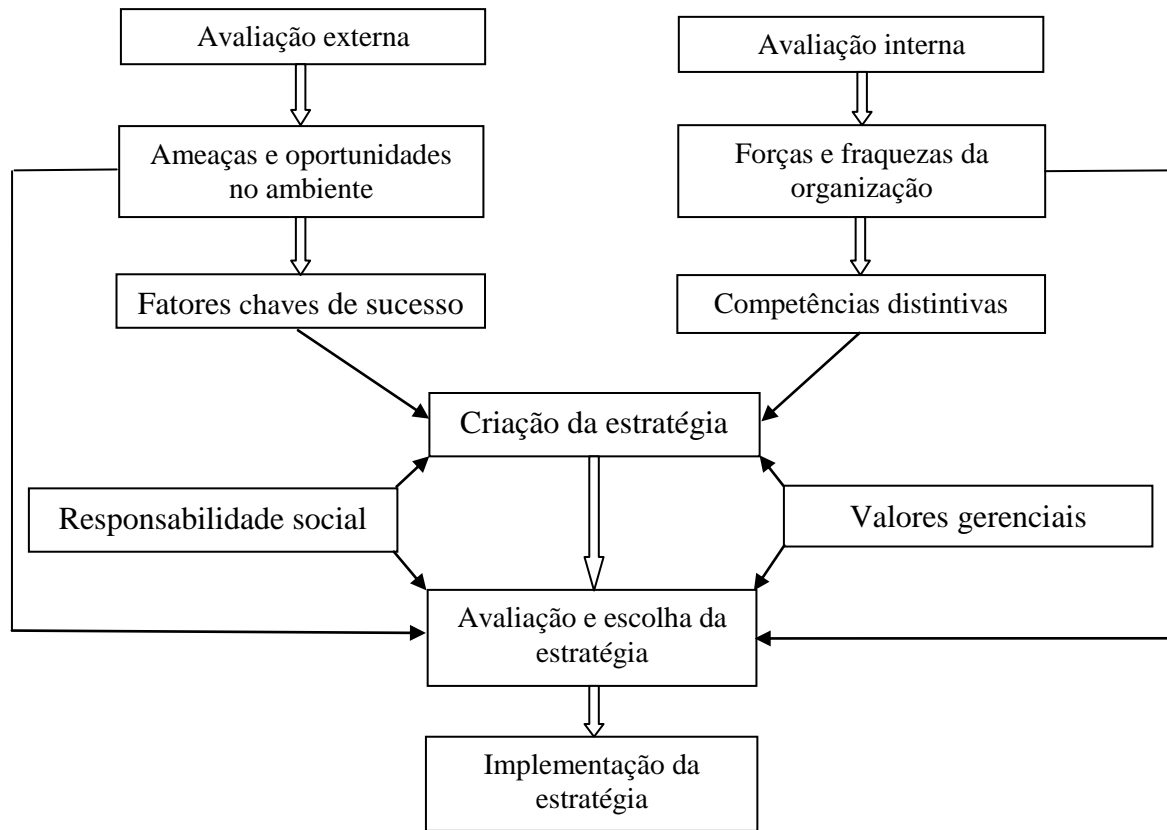 Avaliação externa
Avaliação interna
Ameaças e oportunidades
no ambiente
Forças e fraquezas da
organização
Fatores chaves de sucesso
Competências distintivas
Criação da estratégia
Responsabilidade social
Valores gerenciais
Avaliação e escolha da
estratégia
Implementação da
estratégia